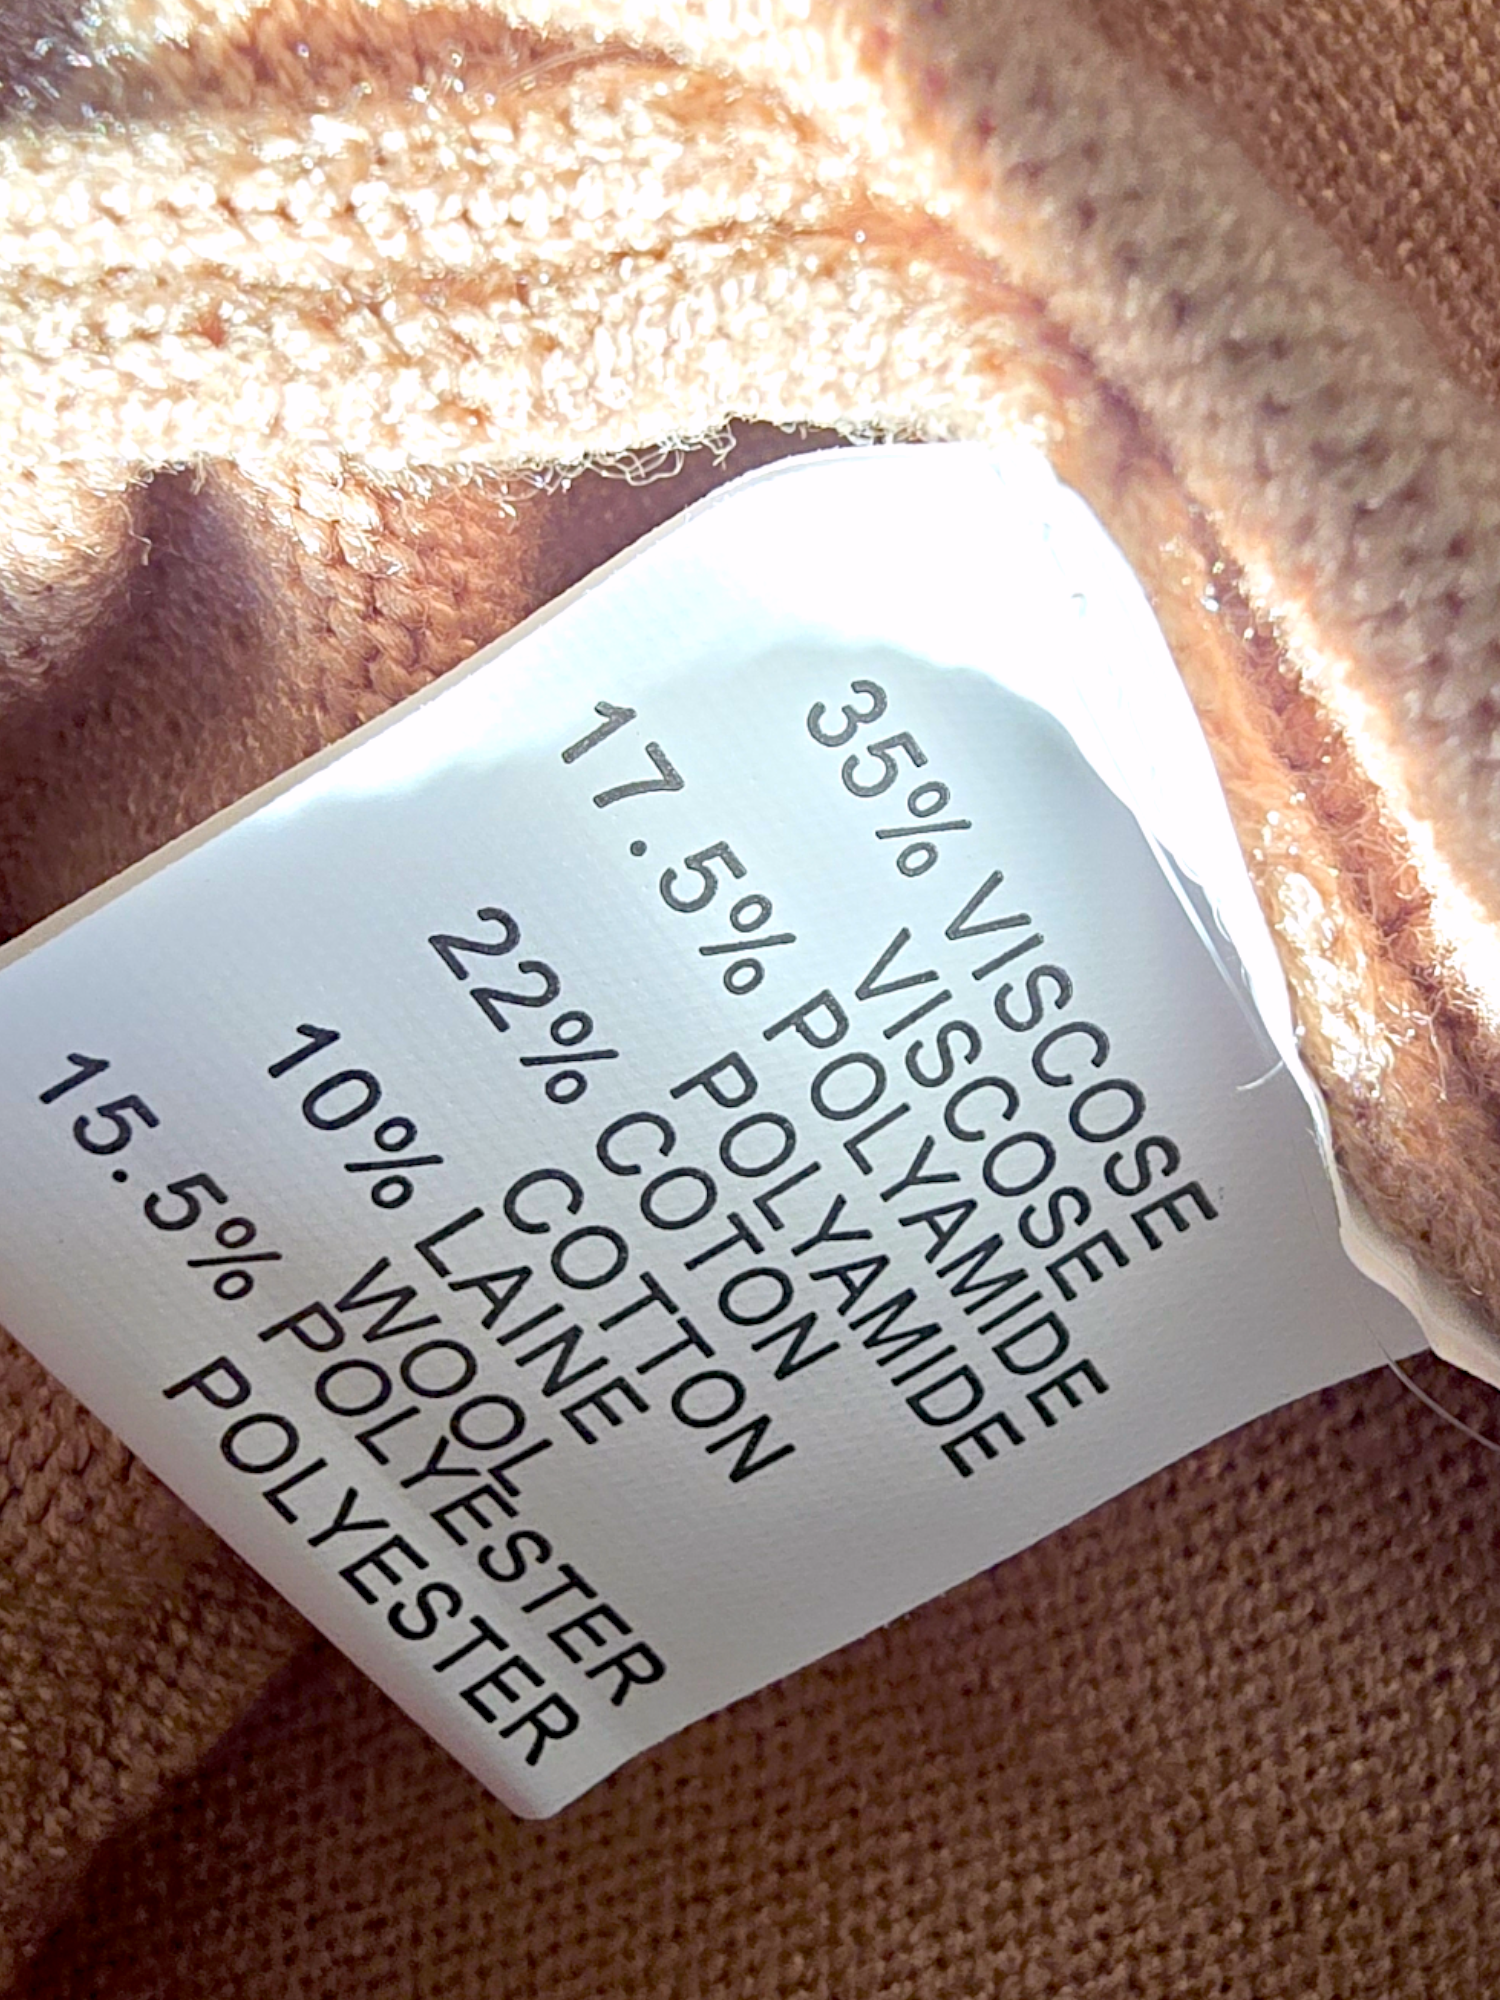 35% VISCOSE
VISCOSE
17.5% POLYAMIDE
POLYAMIDE
22% COTON
COTTON
10% LAINE
WOOL
15.5% POLYESTER
POLYESTER